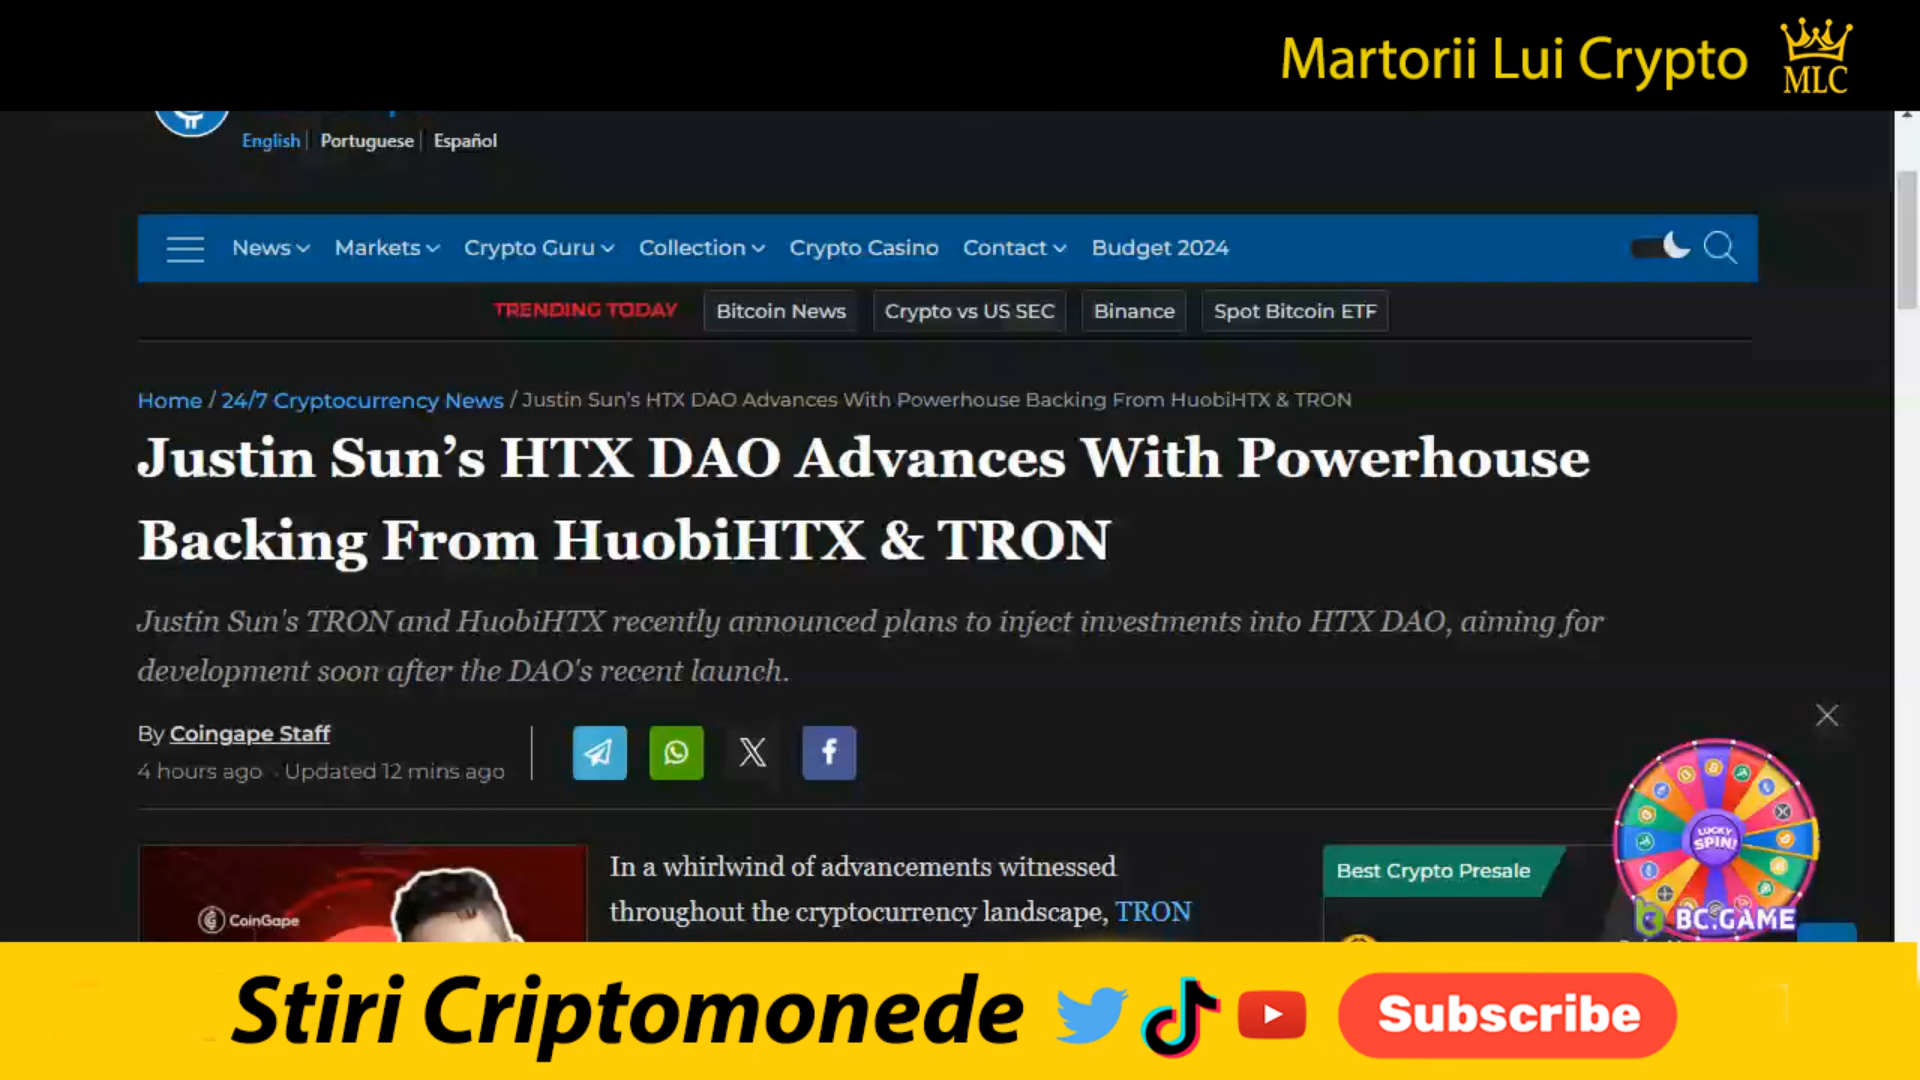 Martorii Lui Crypto
MLC
English | Portuguese | Español
News Markets Crypto Guru Collection Crypto Casino Contact Budget 2024
TRENDING TODAY Bitcoin News Crypto vs US SEC Binance Spot Bitcoin ETF
Home / 24/7 Cryptocurrency News / Justin Sun's HTX DAO Advances With Powerhouse Backing From HuobiHTX & TRON
Justin Sun’s HTX DAO Advances With Powerhouse
Backing From HuobiHTX & TRON
Justin Sun's TRON and HuobiHTX recently announced plans to inject investments into HTX DAO, aiming for
development soon after the DAO's recent launch.
By Coingape Staff
4 hours ago · Updated 12 mins ago
CoinGape
In a whirlwind of advancements witnessed
throughout the cryptocurrency landscape, TRON
Best Crypto Presale
LUCKY
SPIN!
BC.GAME
Stiri Criptomonede Subscribe